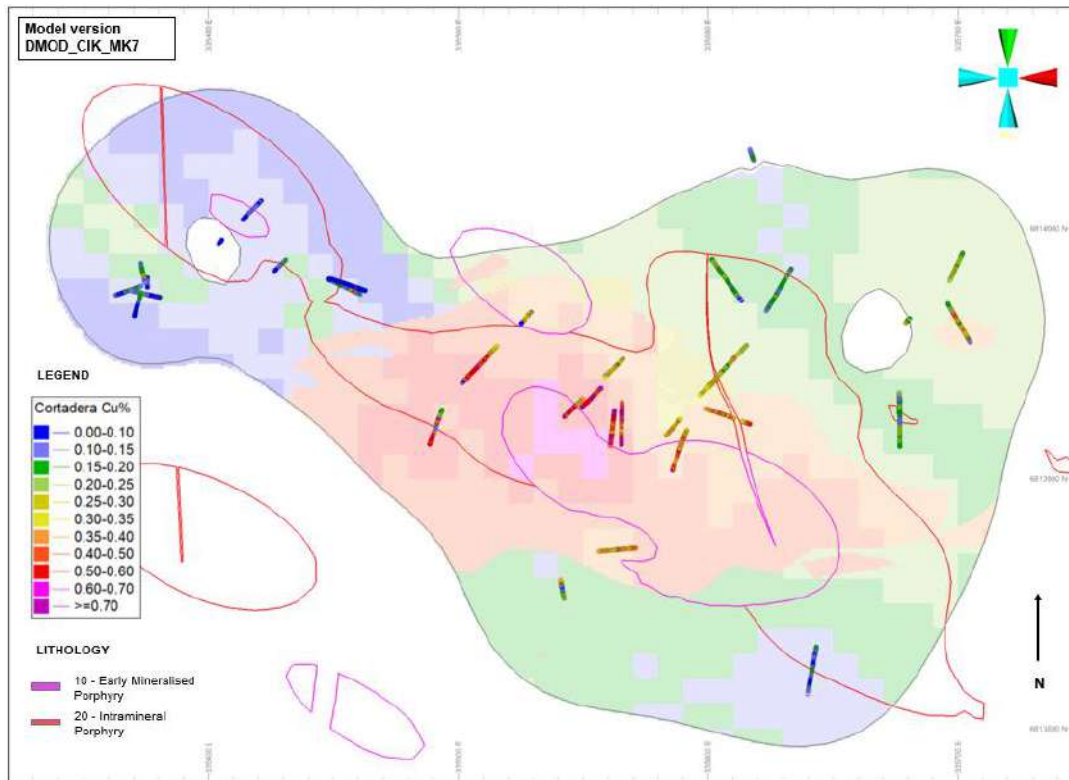 Model version
DMOD_CIK_MK7
LEGEND
Cortadera Cu%
0.00-0.10
0.10-0.15
0.15-0.20
0.20-0.25
0.25-0.30
0.30-0.35
0.35-0.40
0.40-0.50
0.50-0.60
0.60-0.70
>=0.70
LITHOLOGY
10 - Early Mineralised
Porphyry
20 - Intramineral
Porphyry
N